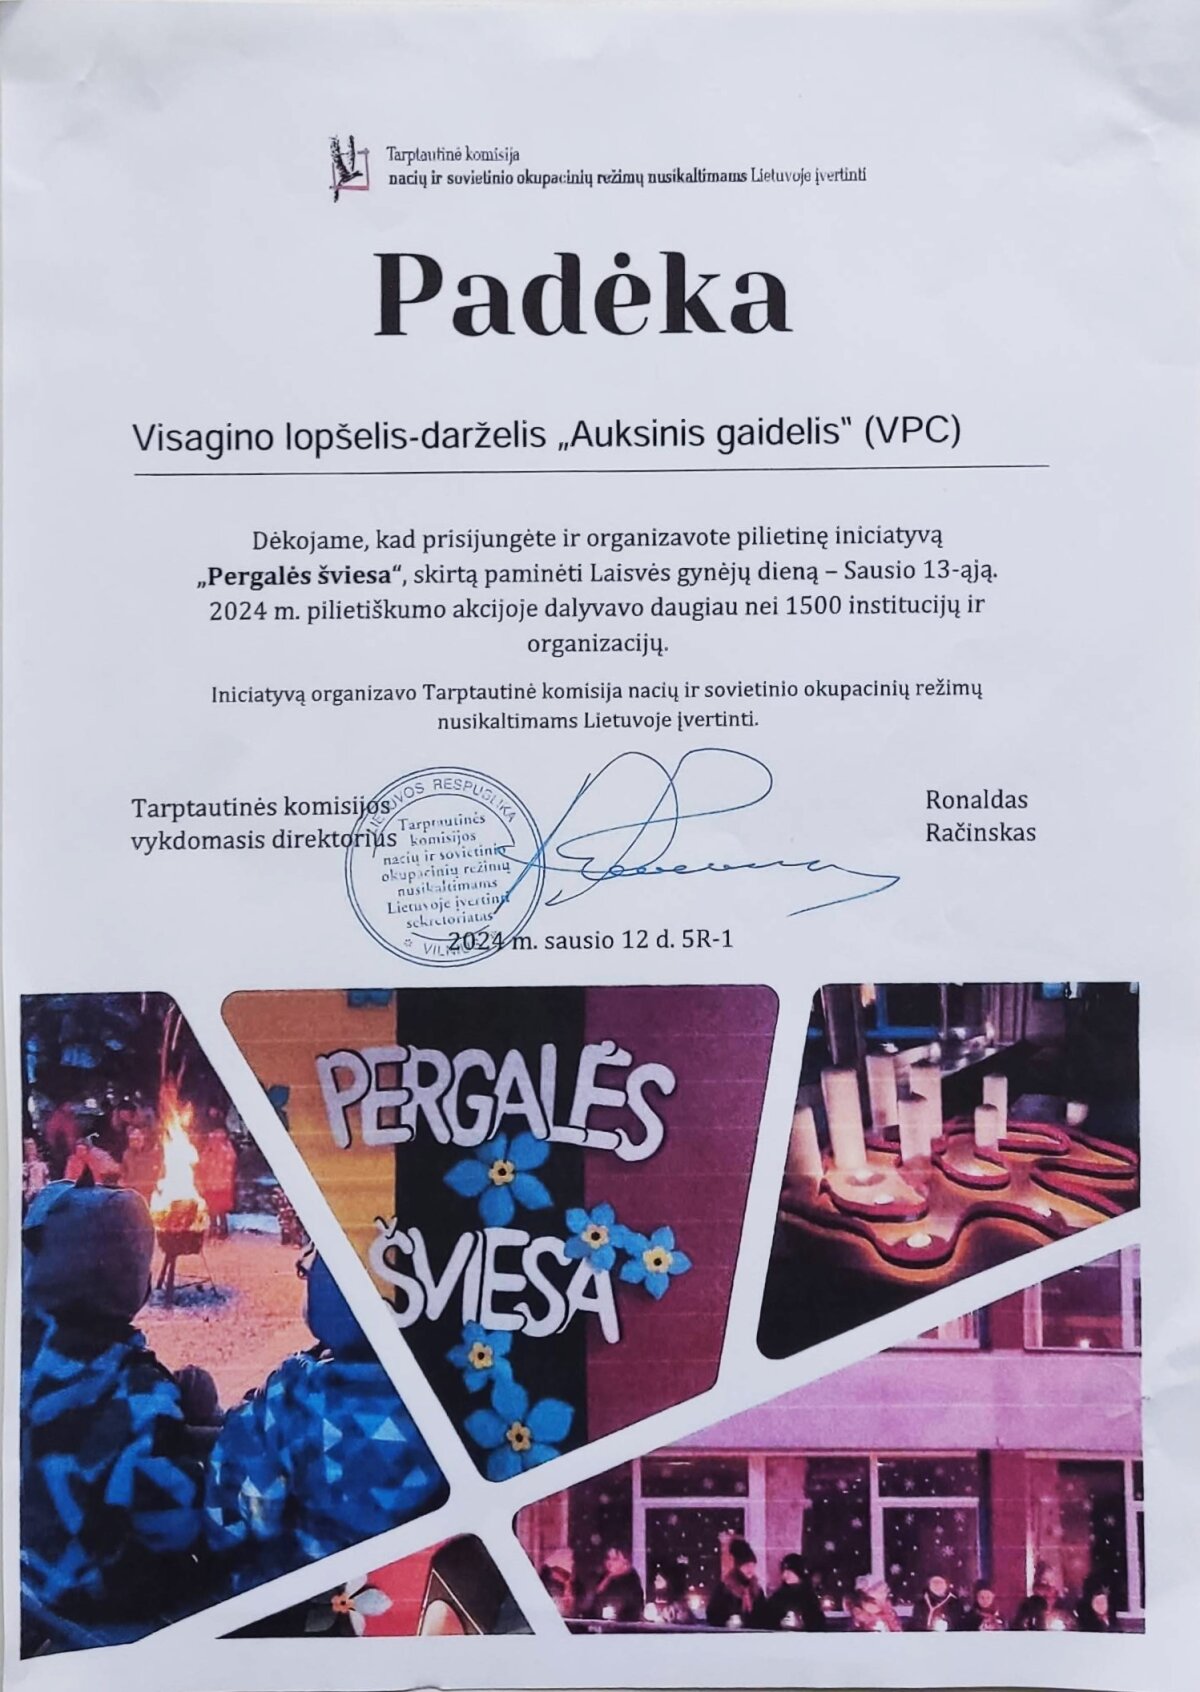 Tarptautinė komisija
nacių ir sovietinio okupacinių režimų nusikaltimams Lietuvoje įvertinti
Padėka
Visagino lopšelis-darželis „Auksinis gaidelis" (VPC)
Dėkojame, kad prisijungėte ir organizavote pilietinę iniciatyvą
„Pergalės šviesa“, skirtą paminėti Laisvės gynėjų dieną – Sausio 13-ąją.
2024 m. pilietiškumo akcijoje dalyvavo daugiau nei 1500 institucijų ir
organizacijų.
Iniciatyvą organizavo Tarptautinė komisija nacių ir sovietinio okupacinių režimų
nusikaltimams Lietuvoje įvertinti.
Tarptautinės komisijos
vykdomasis direktorius
Ronaldas
Račinskas
LIETUVOS RESPUBLIKA
Tarptautinės
komisijos
nacių ir sovietinio
okupacinių režimų
nusikaltimams
Lietuvoje įvertinti
sekretoriatas
VILNIUS
2024 m. sausio 12 d. 5R-1
PERGALĖS
ŠVIESA